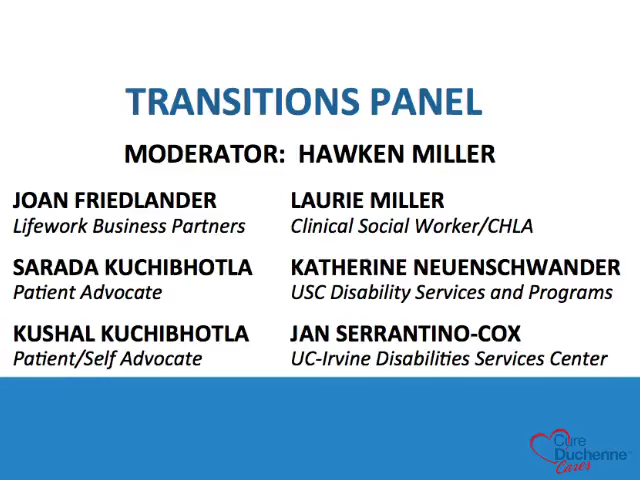 TRANSITIONS PANEL
MODERATOR: HAWKEN MILLER
JOAN FRIEDLANDER
Lifework Business Partners
LAURIE MILLER
Clinical Social Worker/CHLA
SARADA KUCHIBHOTLA
Patient Advocate
KATHERINE NEUENSCHWANDER
USC Disability Services and Programs
KUSHAL KUCHIBHOTLA
Patient/Self Advocate
JAN SERRANTINO-COX
UC-Irvine Disabilities Services Center
Cure
Duchenne
Cares